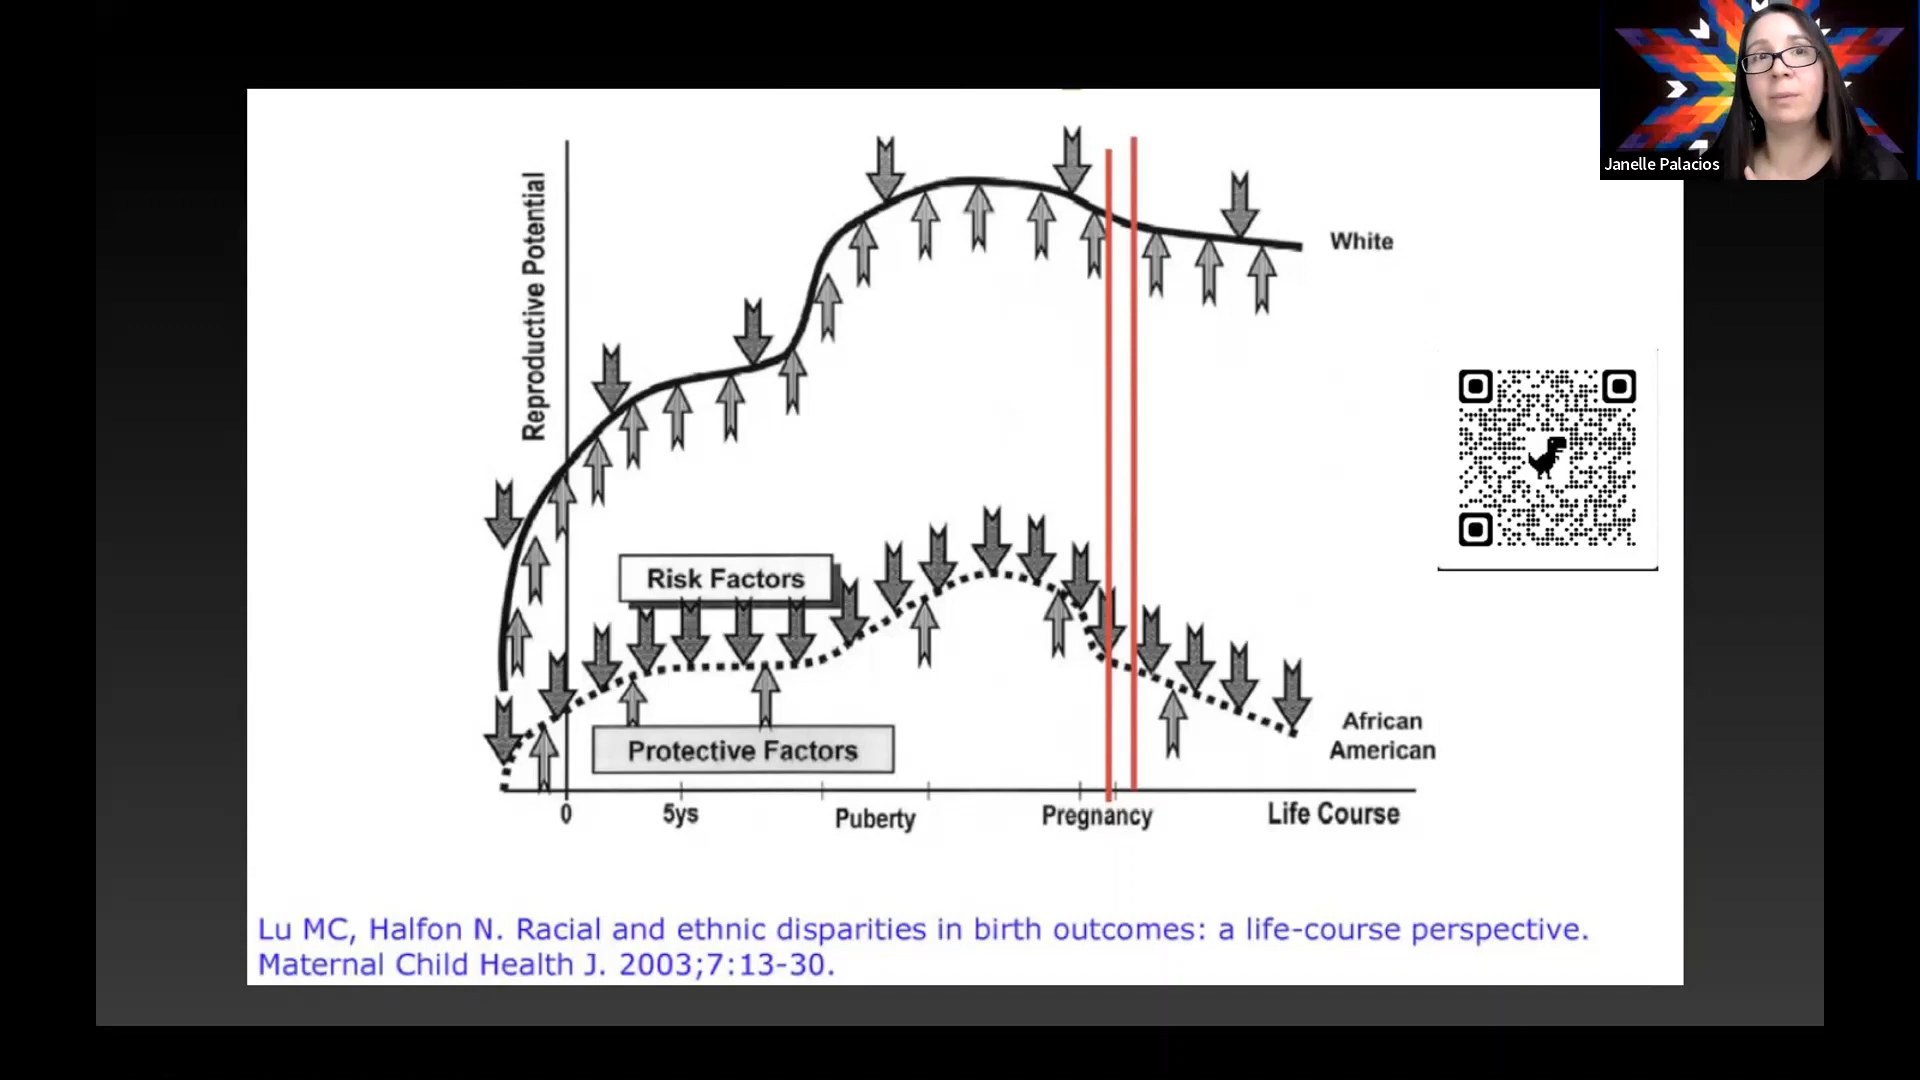 Janelle Palacios
Reproductive Potential
White
Risk Factors
Protective Factors
African
American
0
5ys
Puberty
Pregnancy
Life Course
Lu MC, Halfon N. Racial and ethnic disparities in birth outcomes: a life-course perspective.
Maternal Child Health J. 2003;7:13-30.